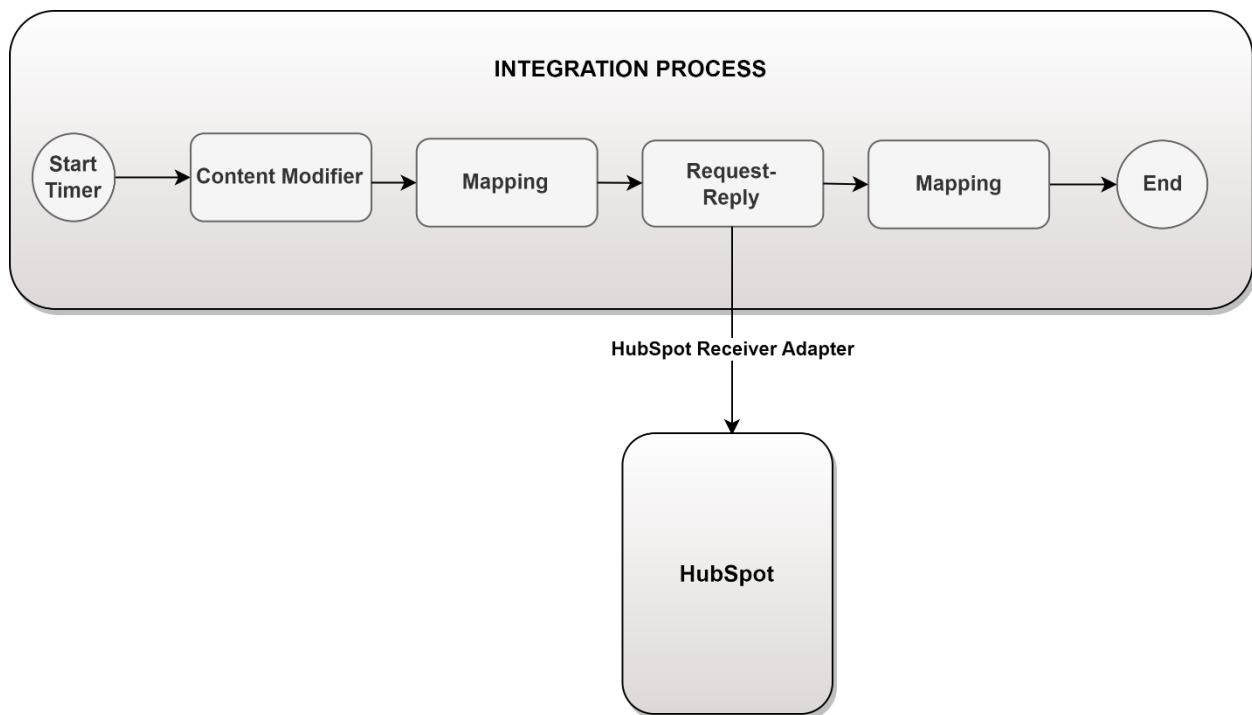 INTEGRATION PROCESS
Start
Timer
Content Modifier
Mapping
Request-
Reply
Mapping
End
HubSpot Receiver Adapter
HubSpot